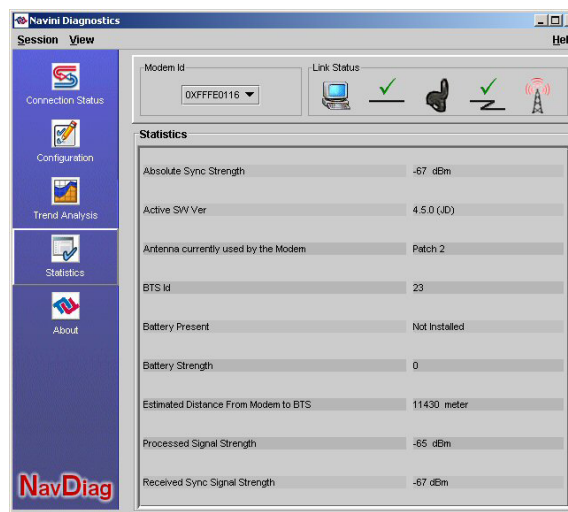 Navini Diagnostics
Session View Hel
Modem Id
0XFFFE0116
Link Status
Connection Status
Configuration
Trend Analysis
Statistics
About
NavDiag
Statistics
Absolute Sync Strength -67 dBm
Active SW Ver 4.5.0 (JD)
Antenna currently used by the Modem Patch 2
BTS Id 23
Battery Present Not Installed
Battery Strength 0
Estimated Distance From Modem to BTS 11430 meter
Processed Signal Strength -65 dBm
Received Sync Signal Strength -67 dBm